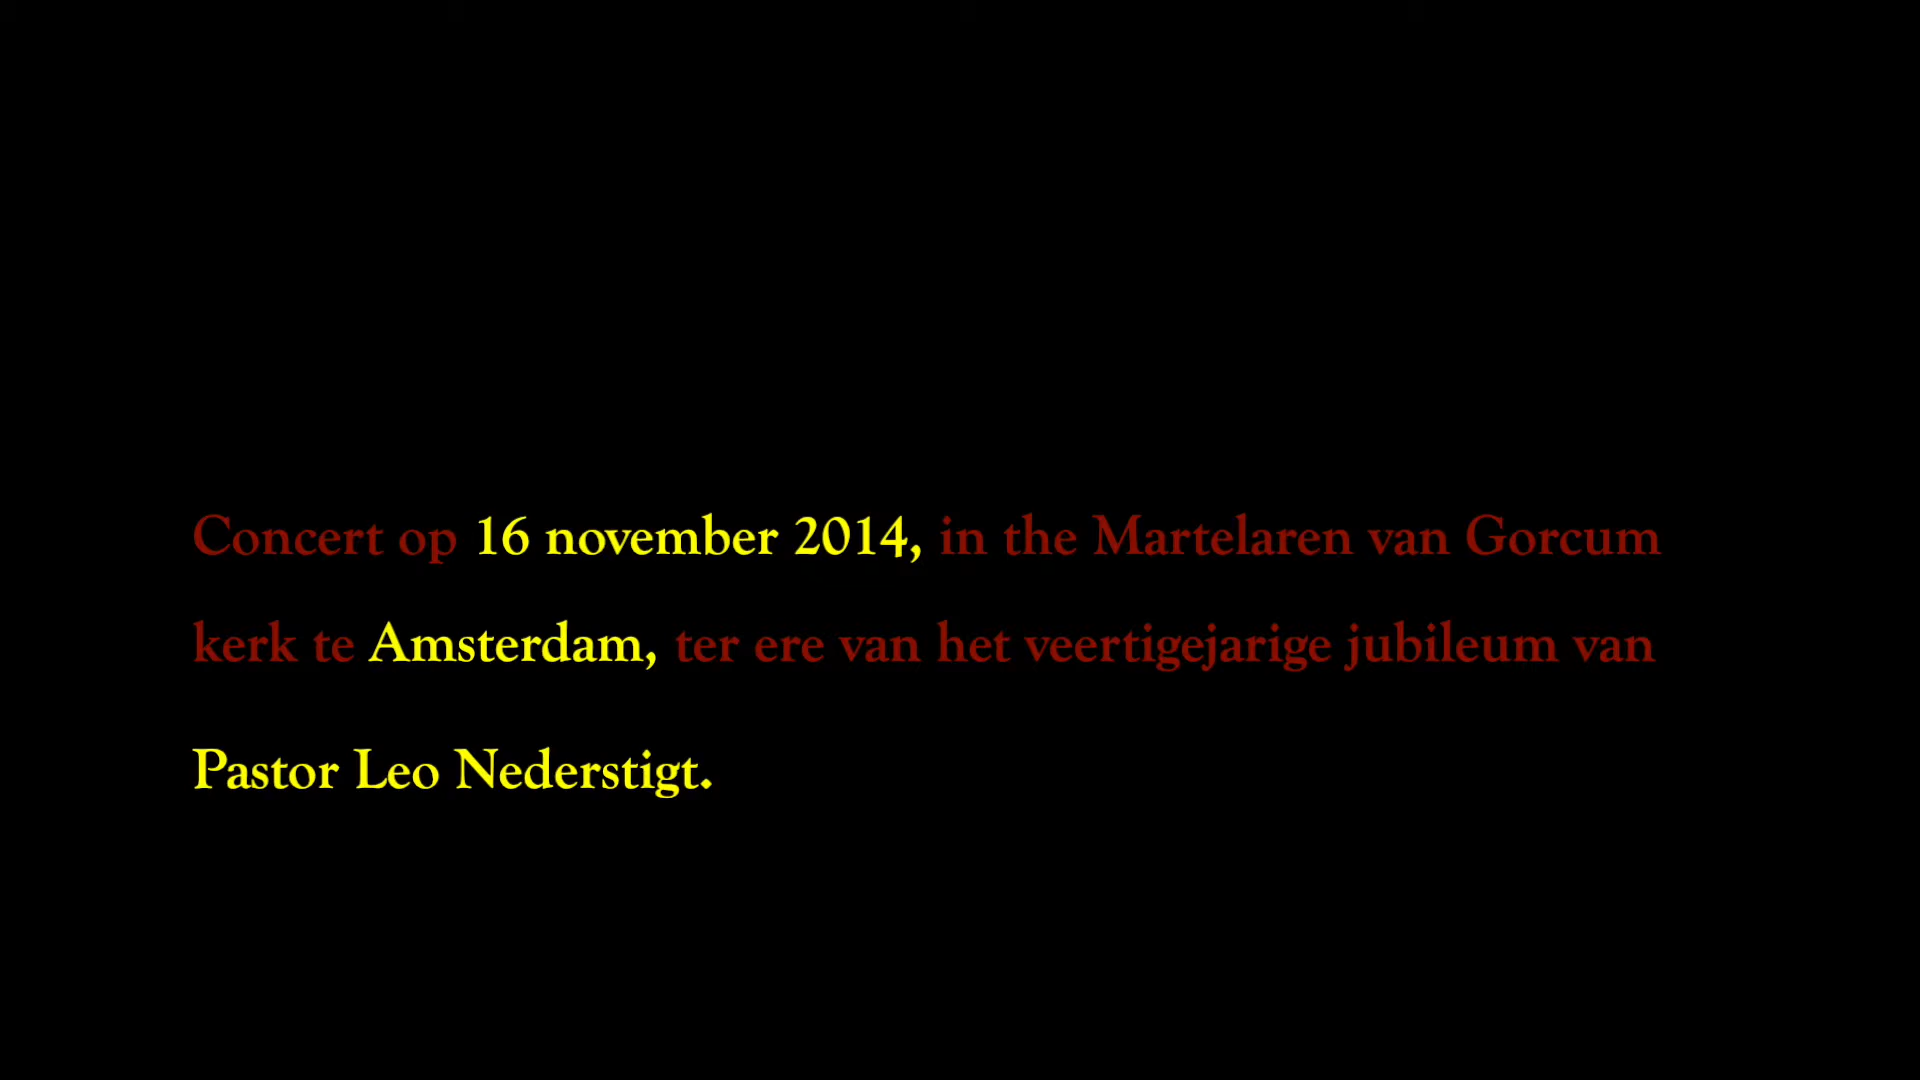 Concert op 16 november 2014, in the Martelaren van Gorcum
kerk te Amsterdam, ter ere van het veertigejarige jubileum van
Pastor Leo Nederstigt.